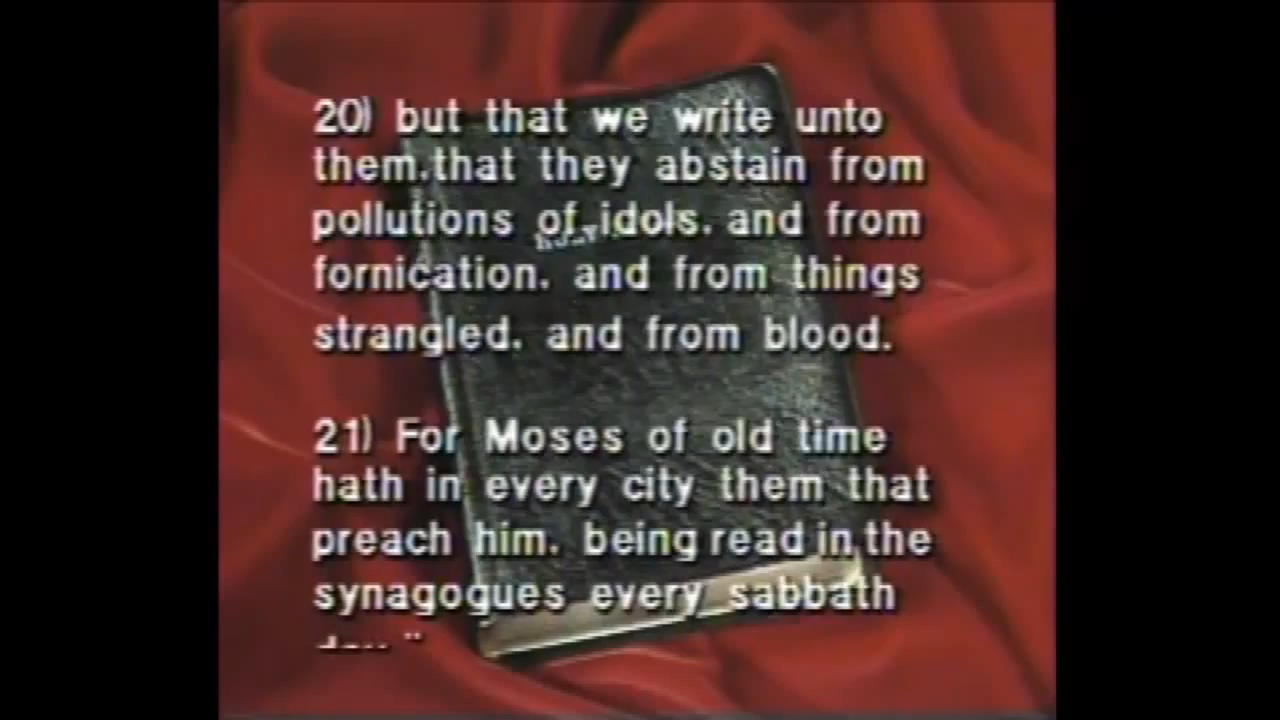 20) but that we write unto
them.that they abstain from
pollutions of idols. and from
fornication. and from things
strangled. and from blood.
21) For Moses of old time
hath in every city them that
preach him. being read in the
synagogues every sabbath